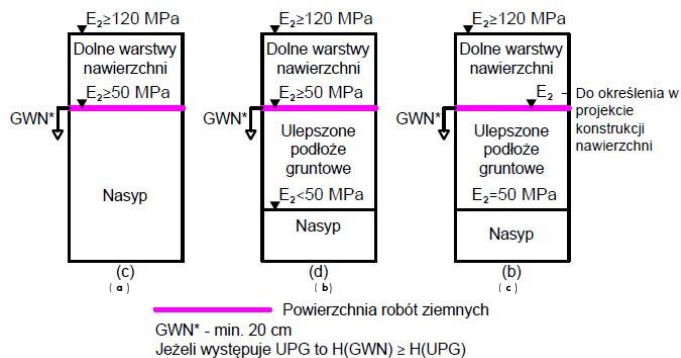 E₂≥120 MPa
Dolne warstwy
nawierzchni
E₂≥50 MPa
GWN*
Nasyp
(c)
(a)
E₂≥120 MPa
Dolne warstwy
nawierzchni
E₂≥50 MPa
GWN*
Ulepszone
podłoże
gruntowe
E₂<50 MPa
Nasyp
(d)
(b)
E₂≥120 MPa
Dolne warstwy
nawierzchni
E₂ – Do określenia w
projekcie
konstrukcji
nawierzchni
GWN*
Ulepszone
podłoże
gruntowe
E₂=50 MPa
Nasyp
(b)
(c)
Powierzchnia robót ziemnych
GWN* - min. 20 cm
Jeżeli występuje UPG to H(GWN) ≥ H(UPG)